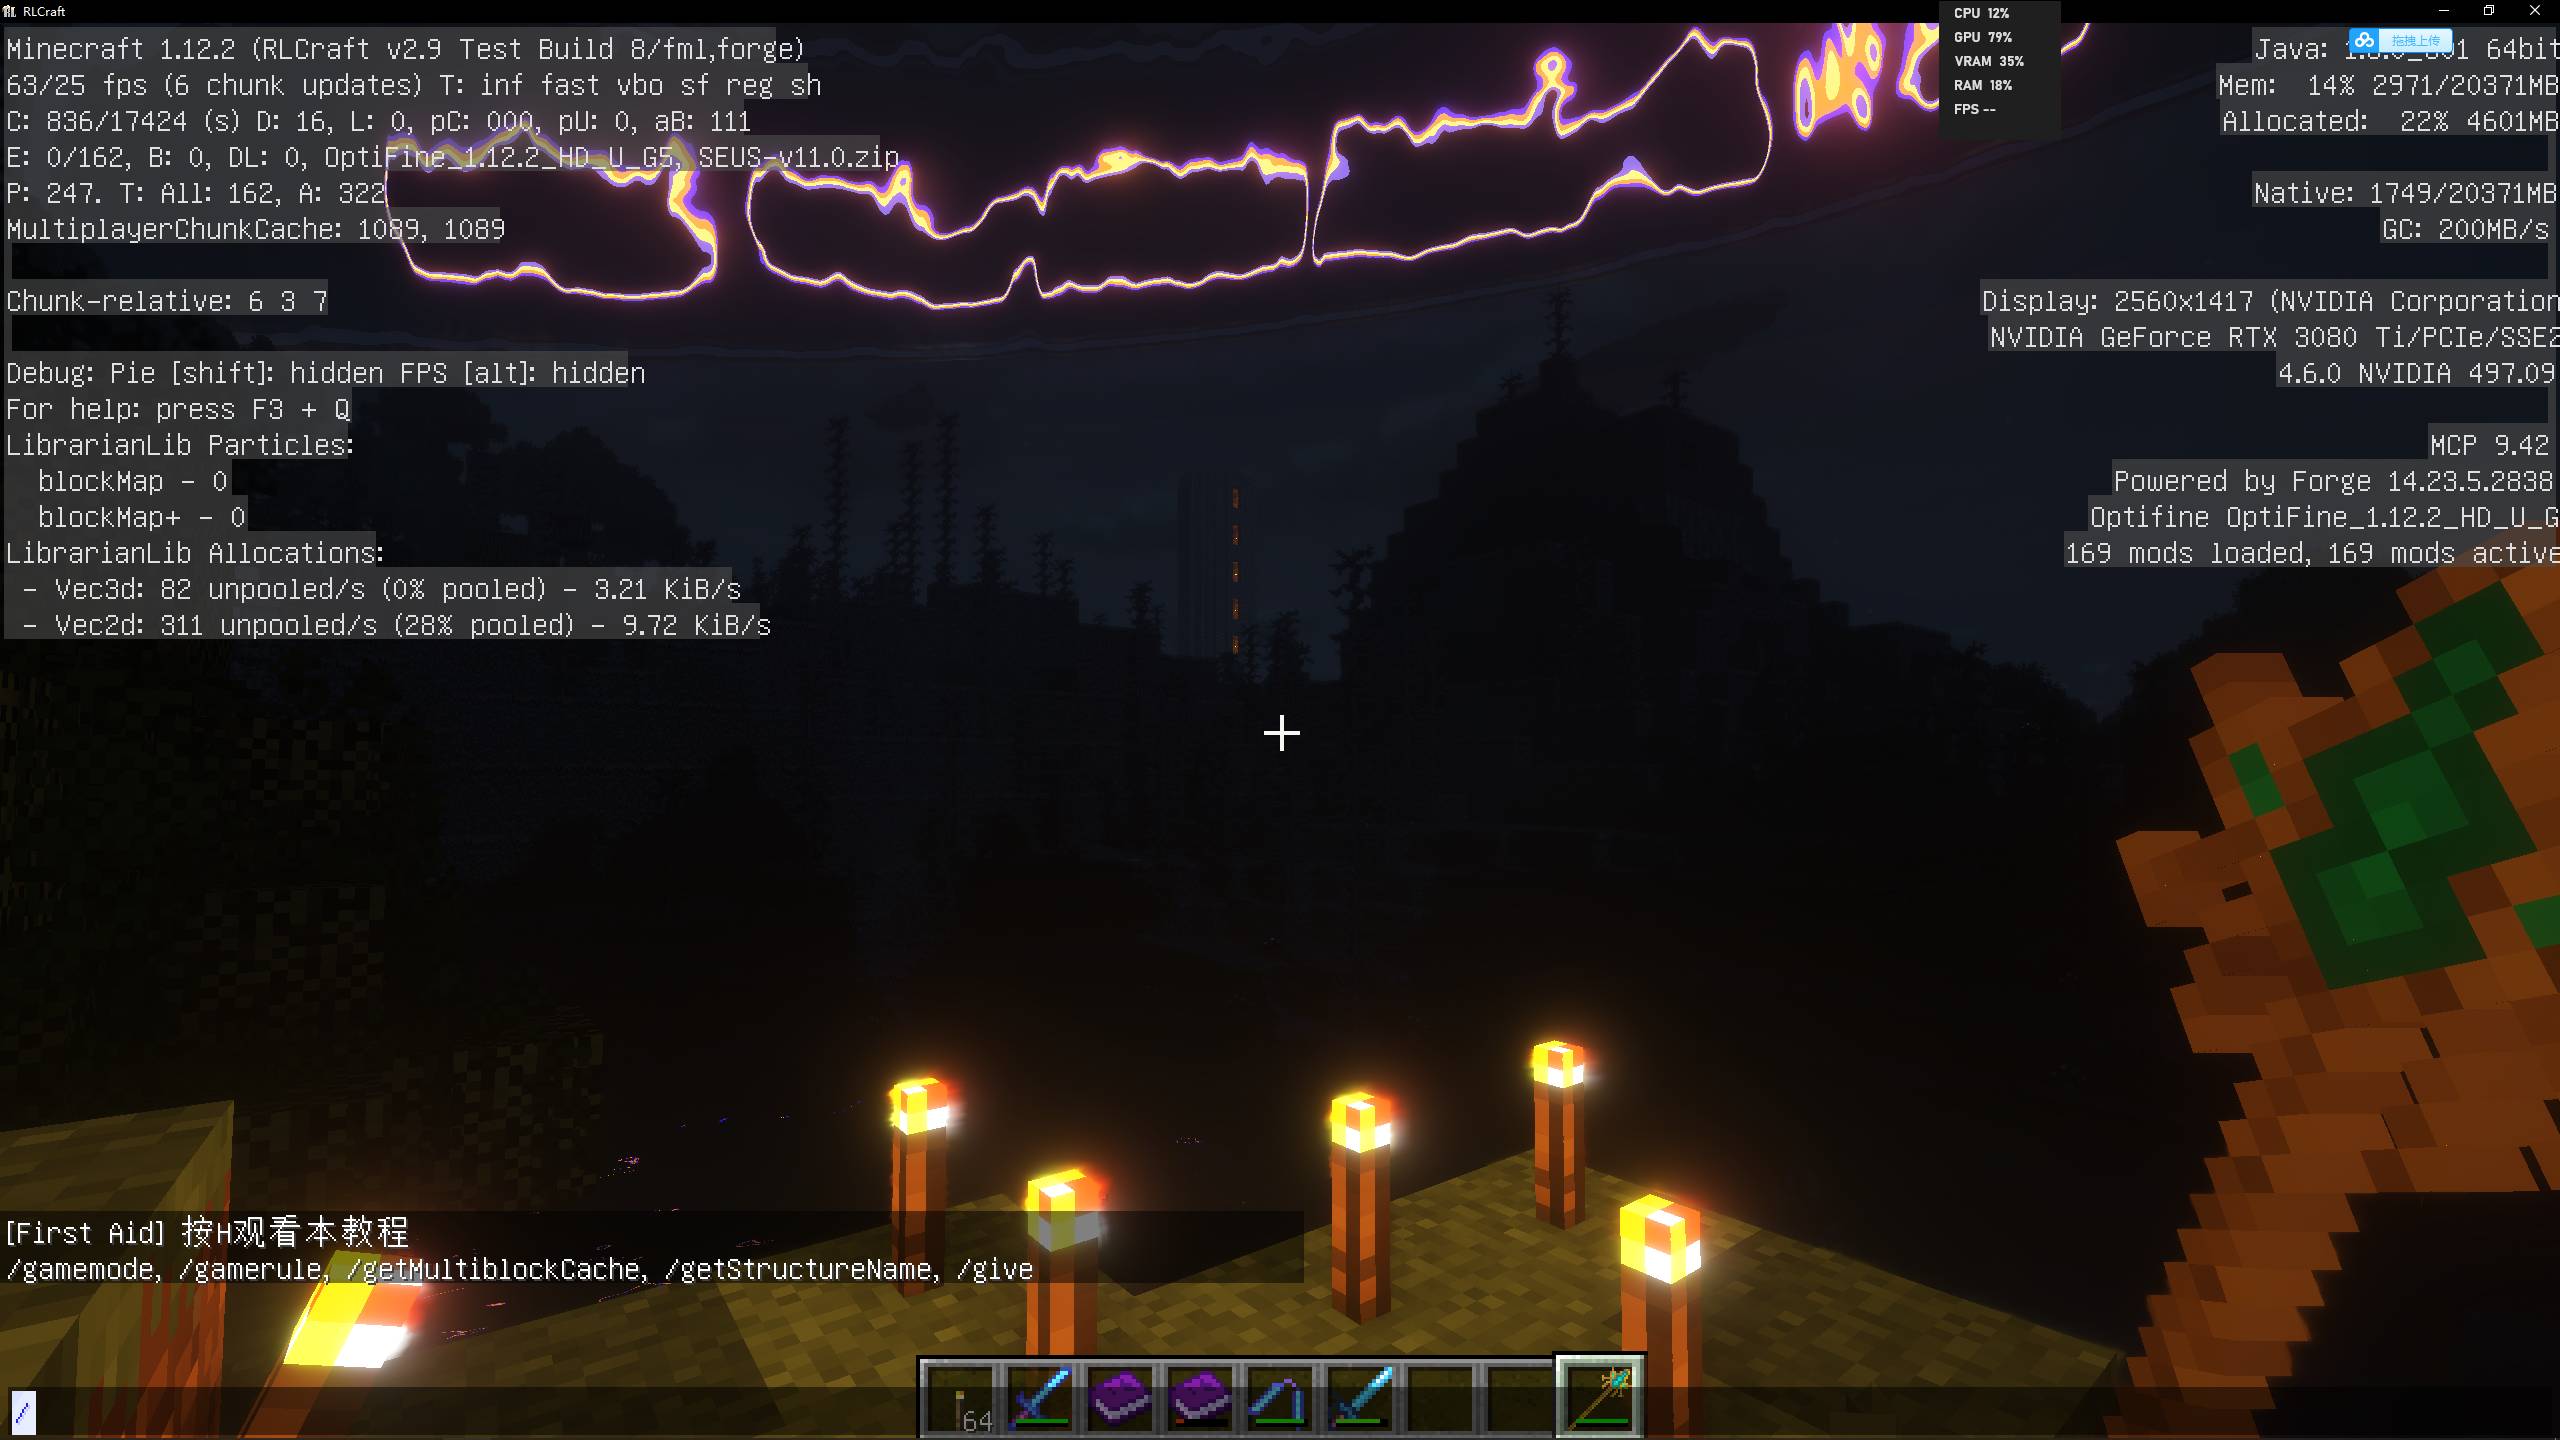 RLCraft
CPU 12%
GPU 79%
VRAM 35%
RAM 18%
FPS --
拖拽上传
Minecraft 1.12.2 (RLCraft v2.9 Test Build 8/fml,forge)
63/25 fps (6 chunk updates) T: inf fast vbo sf reg sh
C: 836/17424 (s) D: 16, L: 0, pC: 000, pU: 0, aB: 111
E: 0/162, B: 0, DL: 0, OptiFine_1.12.2_HD_U_G5, SEUS-v11.0.zip
P: 247. T: All: 162, A: 322
MultiplayerChunkCache: 1089, 1089
Chunk-relative: 6 3 7
Debug: Pie [shift]: hidden FPS [alt]: hidden
For help: press F3 + Q
LibrarianLib Particles:
blockMap - 0
blockMap+ - 0
LibrarianLib Allocations:
- Vec3d: 82 unpooled/s (0% pooled) - 3.21 KiB/s
- Vec2d: 311 unpooled/s (28% pooled) - 9.72 KiB/s
Java: 64bit
Mem: 14% 2971/20371MB
Allocated: 22% 4601MB
Native: 1749/20371MB
GC: 200MB/s
Display: 2560x1417 (NVIDIA Corporation
NVIDIA GeForce RTX 3080 Ti/PCIe/SSE2
4.6.0 NVIDIA 497.09
MCP 9.42
Powered by Forge 14.23.5.2838
Optifine OptiFine_1.12.2_HD_U_G
169 mods loaded, 169 mods active
[First Aid] 按H观看本教程
/gamemode, /gamerule, /getMultiblockCache, /getStructureName, /give
/
64